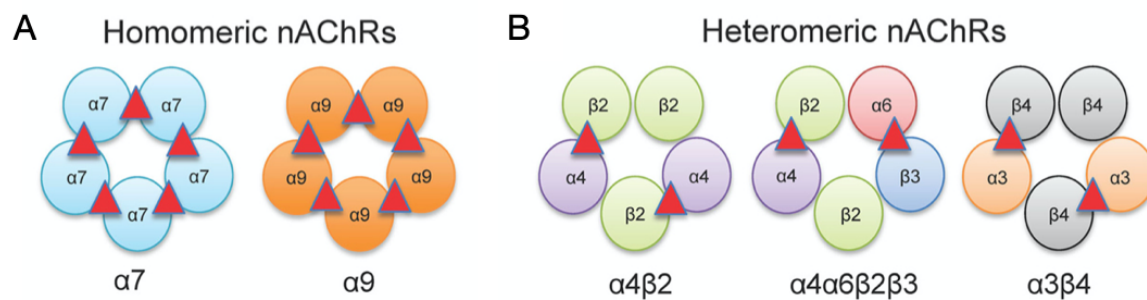 A Homomeric nAChRs
B Heteromeric nAChRs
α7 α7
α7 α7
α7
α7
α9 α9
α9 α9
α9
α9
β2 β2
α4 α4
β2
α4β2
β2 α6
α4 β3
β2
α4α6β2β3
β4 β4
α3 α3
β4
α3β4